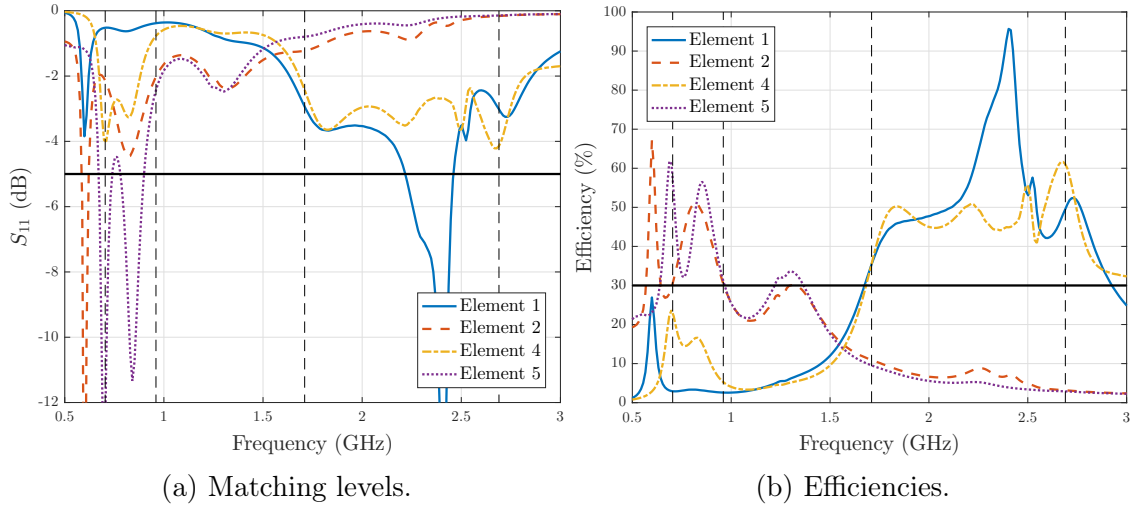 0
-2
-4
-6
-8
-10
-12
S11 (dB)
Element 1
Element 2
Element 4
Element 5
0.5 1 1.5 2 2.5 3
Frequency (GHz)
(a) Matching levels.
100
90
80
70
60
50
40
30
20
10
0
Efficiency (%)
Element 1
Element 2
Element 4
Element 5
0.5 1 1.5 2 2.5 3
Frequency (GHz)
(b) Efficiencies.